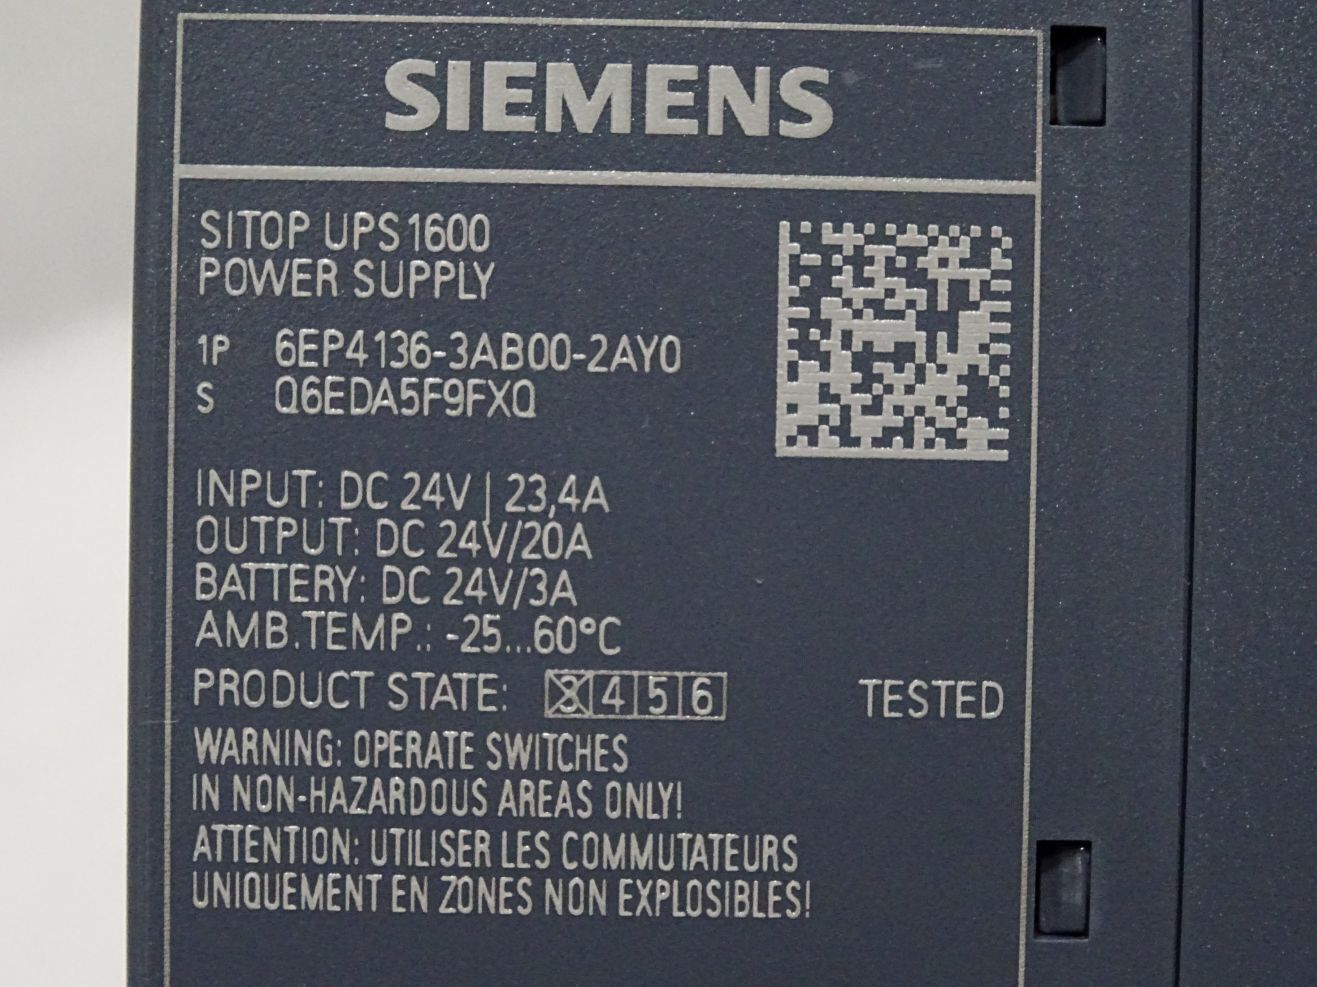 SIEMENS
SITOP UPS1600
POWER SUPPLY
1P 6EP4136-3AB00-2AY0
S Q6EDA5F9FXQ
INPUT: DC 24V | 23,4A
OUTPUT: DC 24V/20A
BATTERY: DC 24V/3A
AMB.TEMP.: -25...60°C
PRODUCT STATE: 3 4 5 6 TESTED
WARNING: OPERATE SWITCHES
IN NON-HAZARDOUS AREAS ONLY!
ATTENTION: UTILISER LES COMMUTATEURS
UNIQUEMENT EN ZONES NON EXPLOSIBLES!